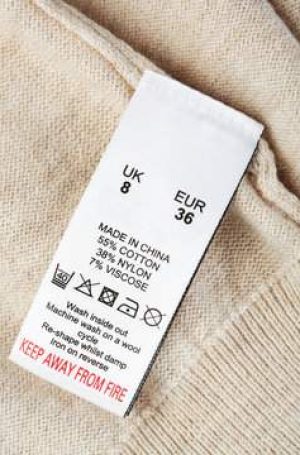 UK EUR
8 36
MADE IN CHINA
55% COTTON
38% NYLON
7% VISCOSE
40
Wash inside out
Machine wash on a wool
cycle
Re-shape whilst damp
Iron on reverse
KEEP AWAY FROM FIRE